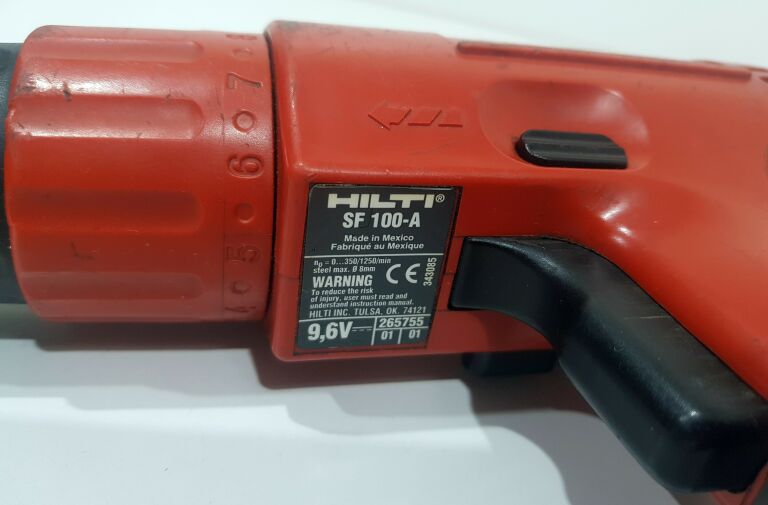 8
7
6
5
4
HILTI®
SF 100-A
Made in Mexico
Fabriqué au Mexique
n₀ = 0...350/1250/min
steel max. Ø 8mm
WARNING CE
To reduce the risk
of injury, user must read and
understand instruction manual.
HILTI INC. TULSA, OK. 74121
343085
9,6V 265755
01 01